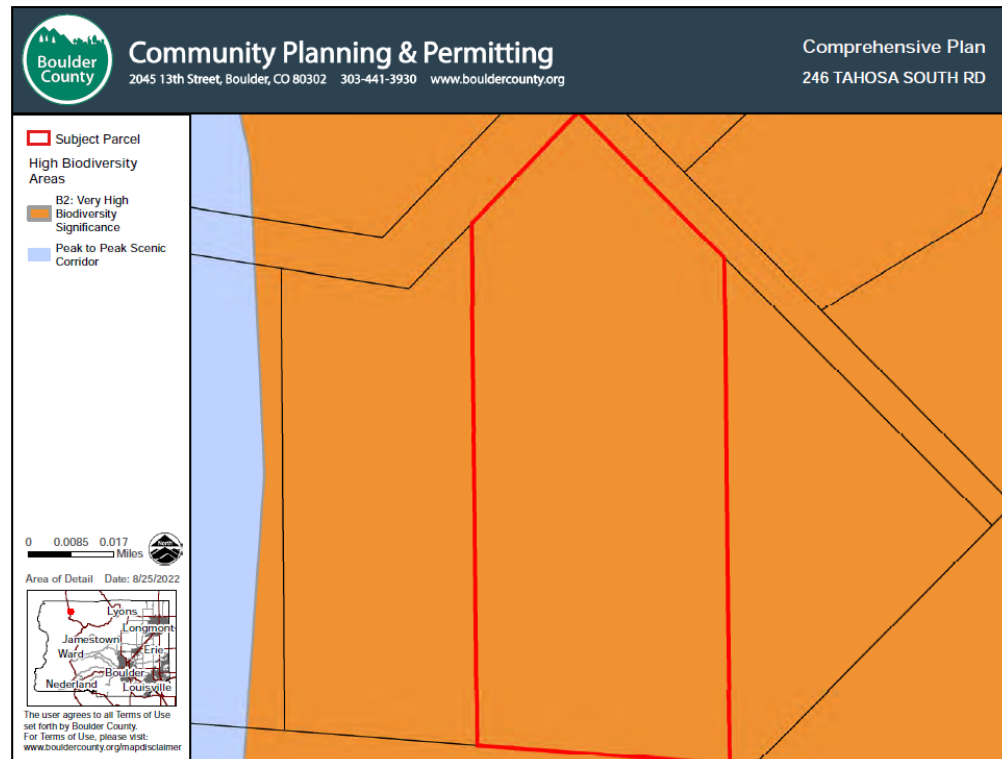 Boulder
County
Community Planning & Permitting
2045 13th Street, Boulder, CO 80302 303-441-3930 www.bouldercounty.org
Comprehensive Plan
246 TAHOSA SOUTH RD
Subject Parcel
High Biodiversity
Areas
B2: Very High
Biodiversity
Significance
Peak to Peak Scenic
Corridor
0 0.0085 0.017
Miles
North
Area of Detail Date: 8/25/2022
Lyons
Longmont
Jamestown
Ward
Erie
Boulder
Nederland
Louisville
The user agrees to all Terms of Use
set forth by Boulder County.
For Terms of Use, please visit:
www.bouldercounty.org/mapdisclaimer